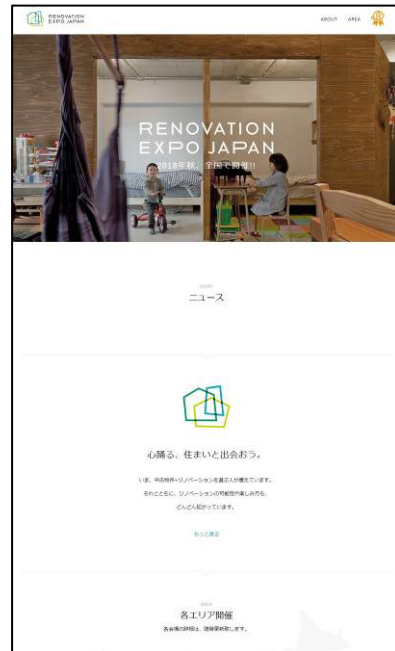 RENOVATION
EXPO JAPAN
ABOUT AREA
RENOVATION
EXPO JAPAN
2018年秋、全国で開催!!
NEWS
ニュース
心踊る、住まいと出会おう。
いま、中古物件+リノベーションを選ぶ人が増えています。
それとともに、リノベーションの可能性や楽しみ方も、
どんどん拡がっています。
もっと見る
AREA
各エリア開催
各会場の詳細は、随時更新致します。